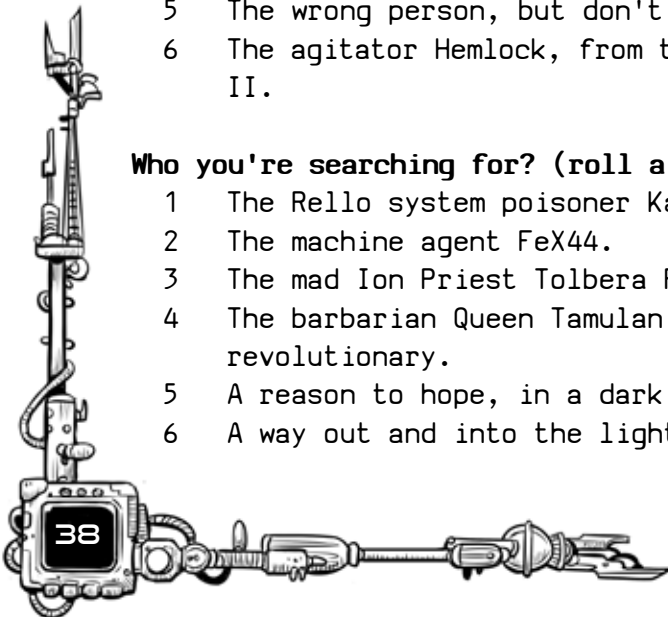 5 The wrong person, but don't
6 The agitator Hemlock, from
II.
Who you're searching for? (roll a
1 The Rello system poisoner
2 The machine agent FeX44.
3 The mad Ion Priest Tolbera
4 The barbarian Queen Tamulan
revolutionary.
5 A reason to hope, in a dark
6 A way out and into the light
38